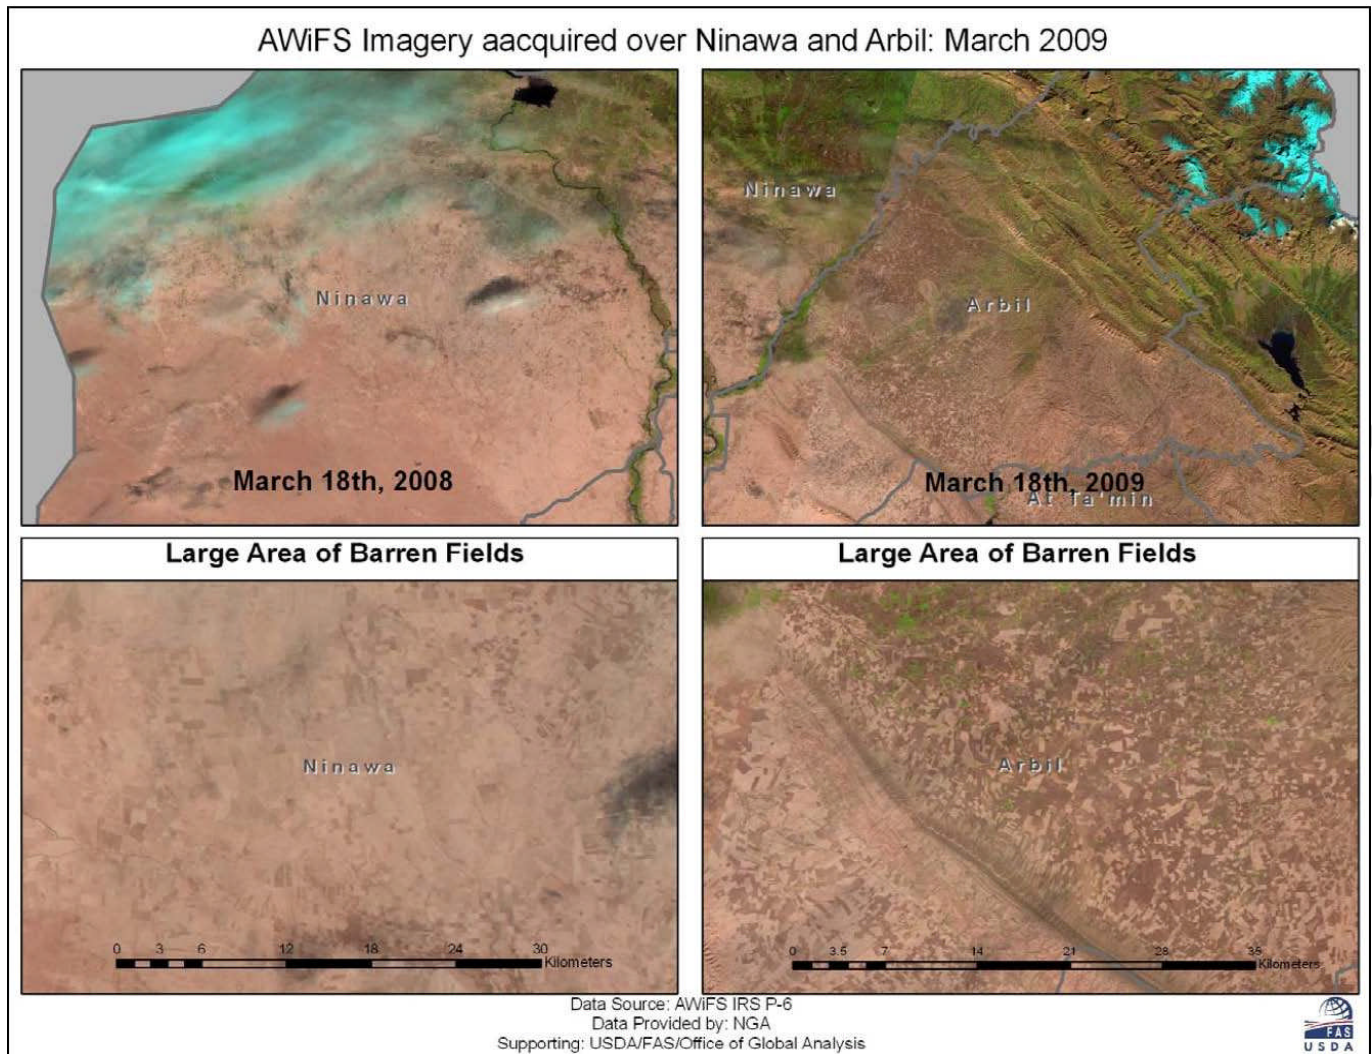 AWiFS Imagery aacquired over Ninawa and Arbil: March 2009
Ninawa
March 18th, 2008
Ninawa
Arbil
March 18th, 2009
At Ta'min
Large Area of Barren Fields
Ninawa
0 3 6 12 18 24 30
Kilometers
Large Area of Barren Fields
Arbil
0 3.5 7 14 21 28 35
Kilometers
Data Source: AWiFS IRS P-6
Data Provided by: NGA
Supporting: USDA/FAS/Office of Global Analysis
FAS
USDA